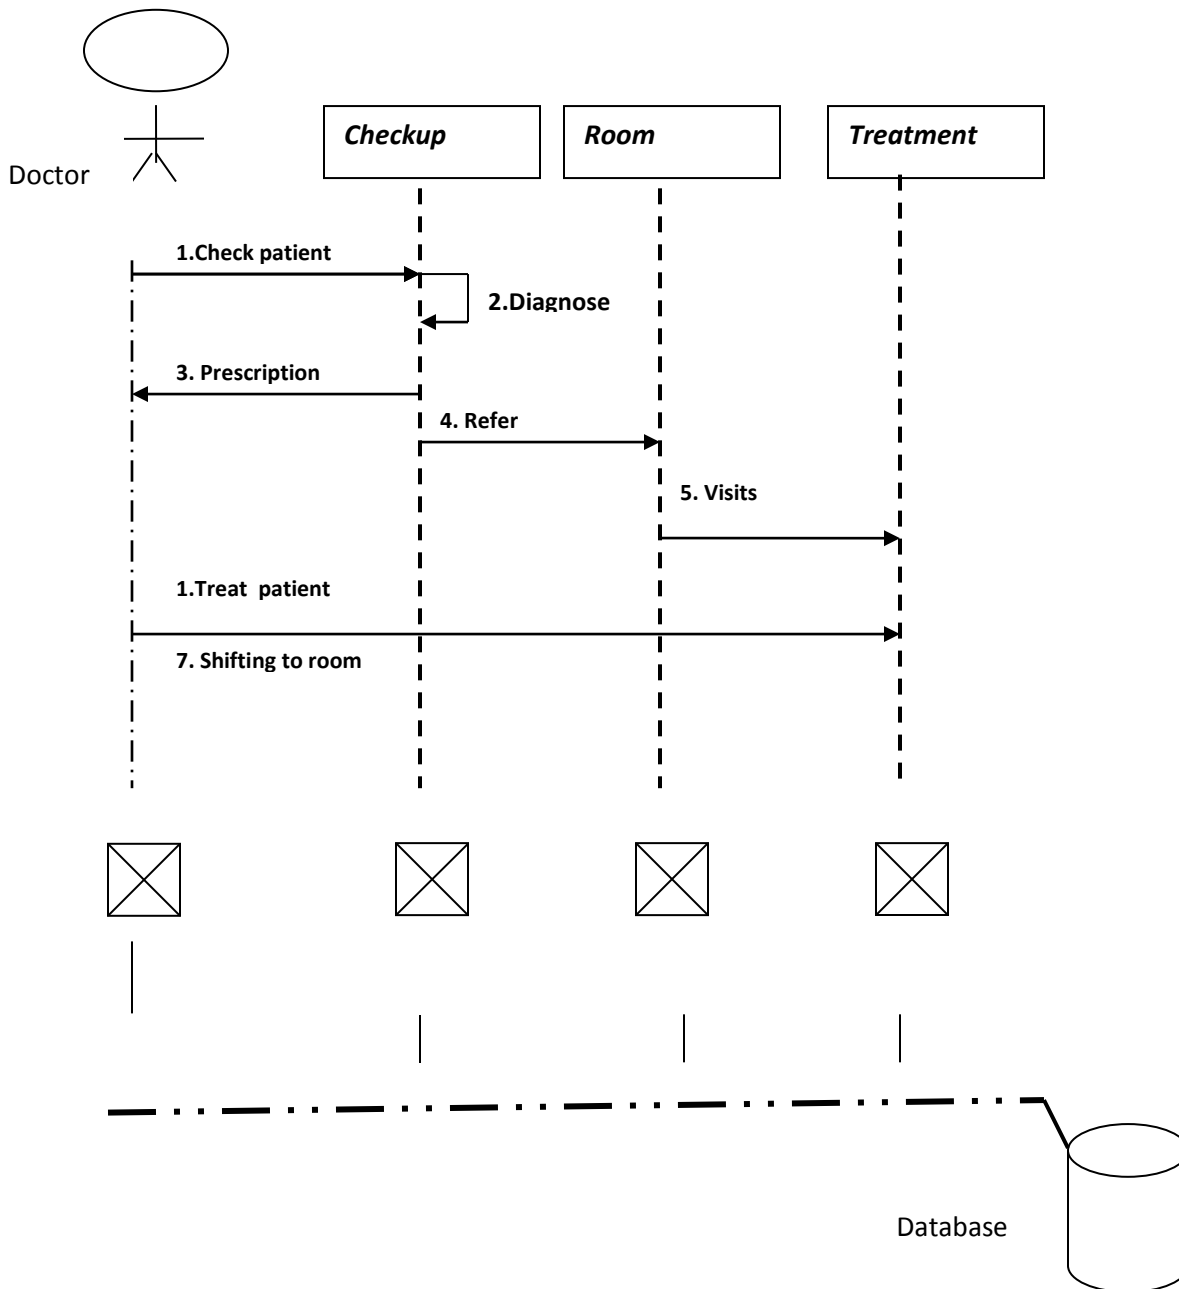 Doctor
Checkup
Room
Treatment
1.Check patient
2.Diagnose
3. Prescription
4. Refer
5. Visits
1.Treat  patient
7. Shifting to room
Database